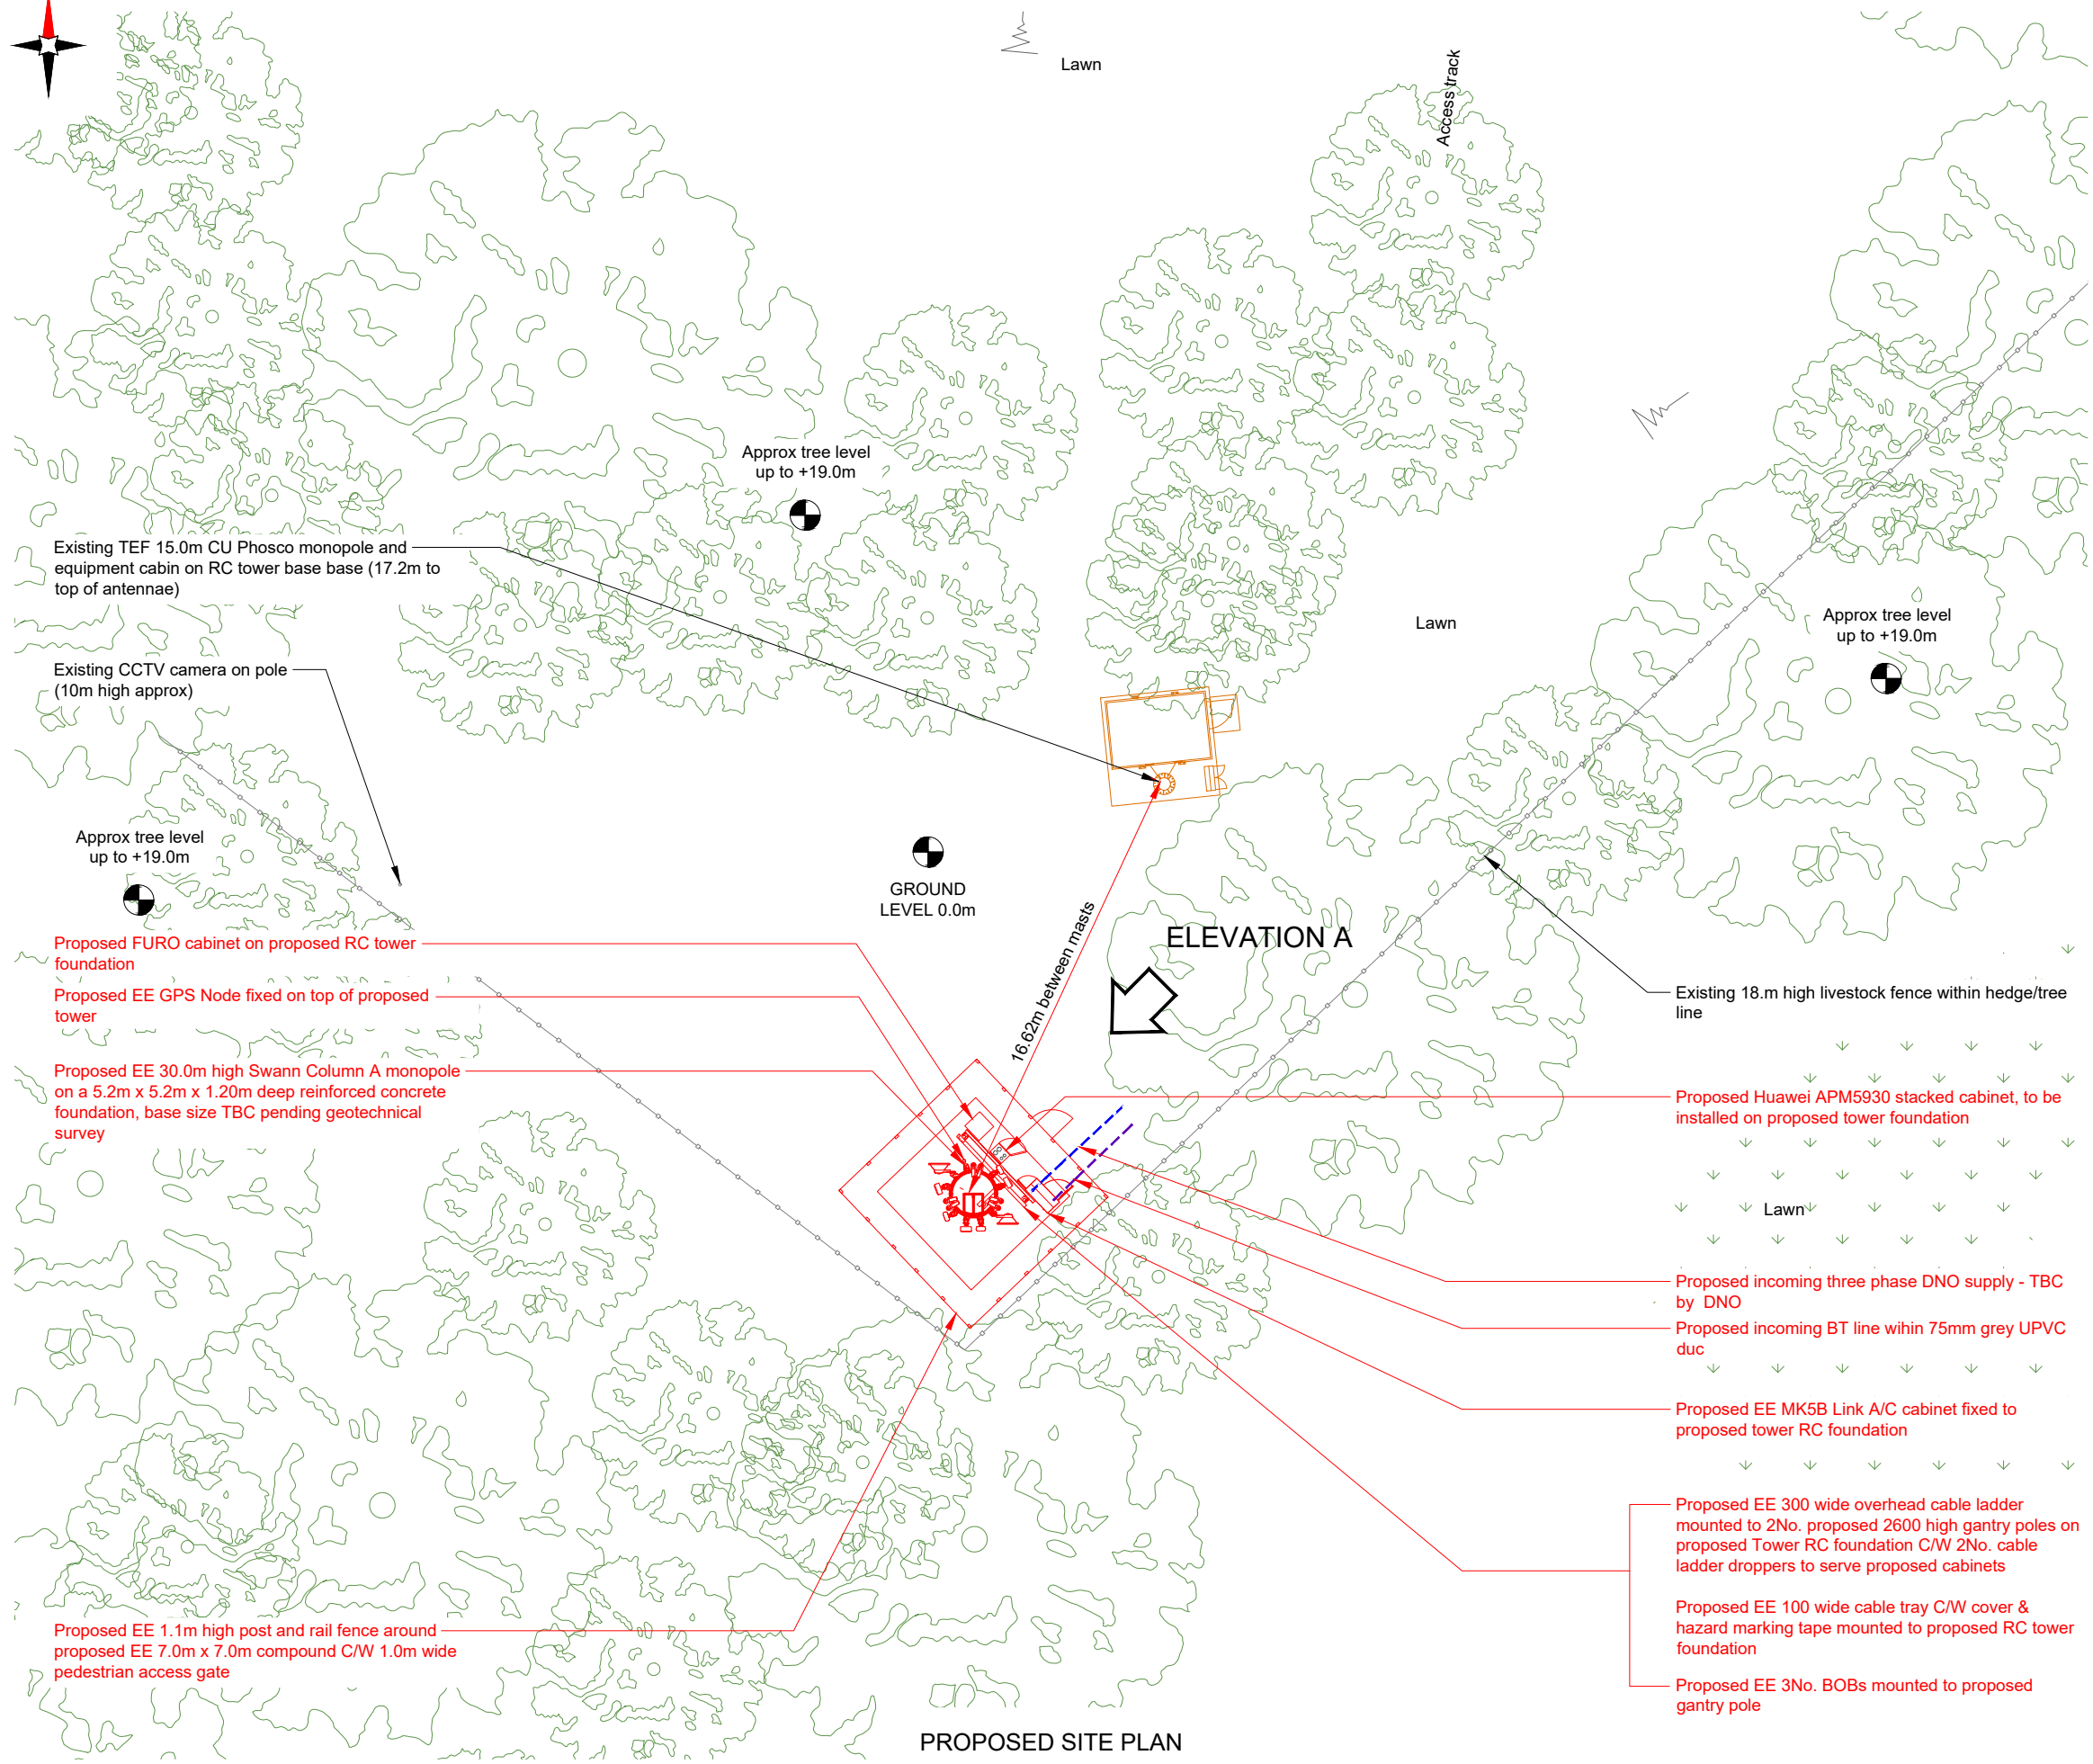 Lawn
Access track
Approx tree level
up to +19.0m
Existing TEF 15.0m CU Phosco monopole and
equipment cabin on RC tower base base (17.2m to
top of antennae)
Lawn
Approx tree level
up to +19.0m
Existing CCTV camera on pole
(10m high approx)
Approx tree level
up to +19.0m
GROUND
LEVEL 0.0m
16.62m between masts
ELEVATION A
Proposed FURO cabinet on proposed RC tower
foundation
Proposed EE GPS Node fixed on top of proposed
tower
Proposed EE 30.0m high Swann Column A monopole
on a 5.2m x 5.2m x 1.20m deep reinforced concrete
foundation, base size TBC pending geotechnical
survey
Existing 18.m high livestock fence within hedge/tree
line
Proposed Huawei APM5930 stacked cabinet, to be
installed on proposed tower foundation
Lawn
Proposed incoming three phase DNO supply - TBC
by DNO
Proposed incoming BT line wihin 75mm grey UPVC
duc
Proposed EE MK5B Link A/C cabinet fixed to
proposed tower RC foundation
Proposed EE 300 wide overhead cable ladder
mounted to 2No. proposed 2600 high gantry poles on
proposed Tower RC foundation C/W 2No. cable
ladder droppers to serve proposed cabinets
Proposed EE 100 wide cable tray C/W cover &
hazard marking tape mounted to proposed RC tower
foundation
Proposed EE 3No. BOBs mounted to proposed
gantry pole
Proposed EE 1.1m high post and rail fence around
proposed EE 7.0m x 7.0m compound C/W 1.0m wide
pedestrian access gate
PROPOSED SITE PLAN